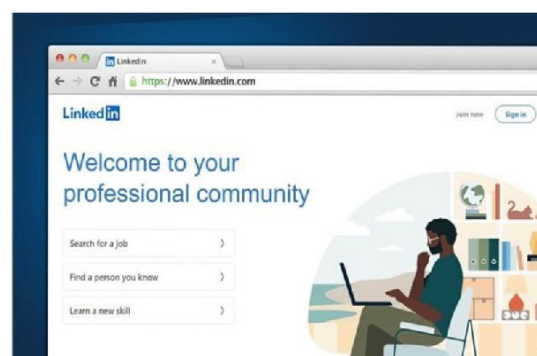 in LinkedIn
https://www.linkedin.com
Linked in
Join now
Sign in
Welcome to your
professional community
Search for a job
Find a person you know
Learn a new skill